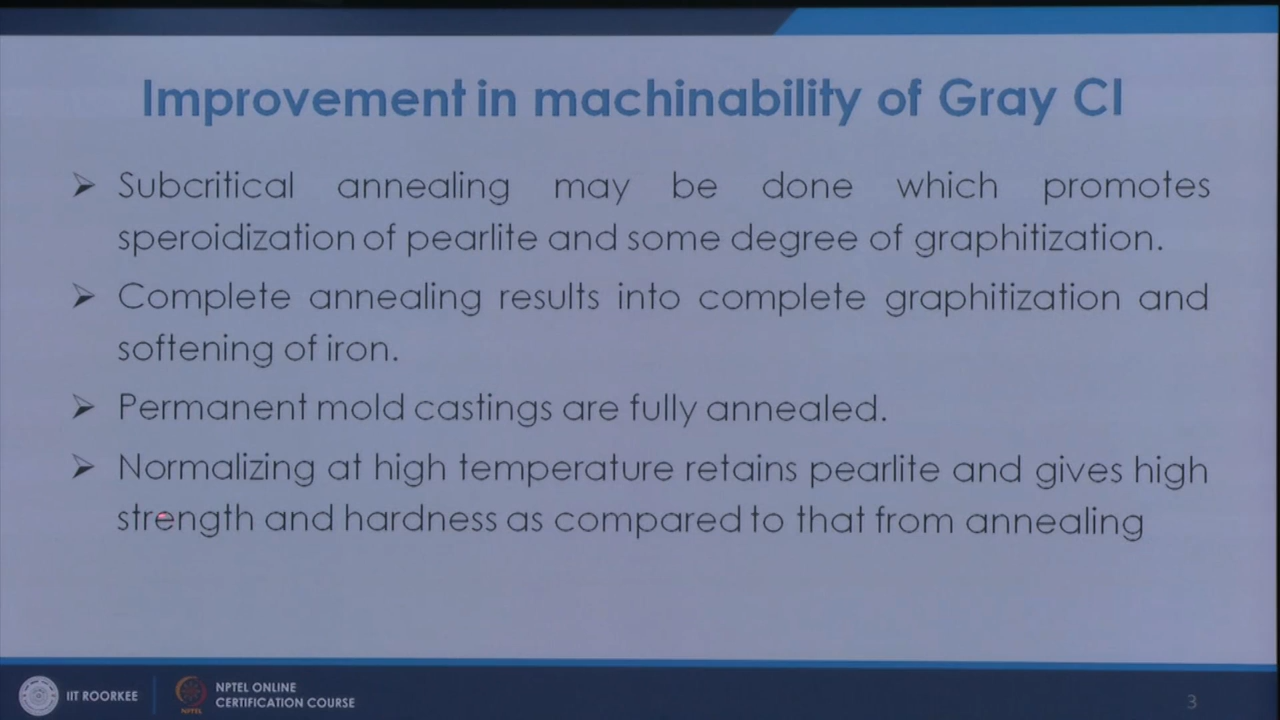 Improvement in machinability of Gray CI
➢ Subcritical annealing may be done which promotes
speroidization of pearlite and some degree of graphitization.
➢ Complete annealing results into complete graphitization and
softening of iron.
➢ Permanent mold castings are fully annealed.
➢ Normalizing at high temperature retains pearlite and gives high
strength and hardness as compared to that from annealing
IIT ROORKEE
NPTEL
NPTEL ONLINE
CERTIFICATION COURSE
3